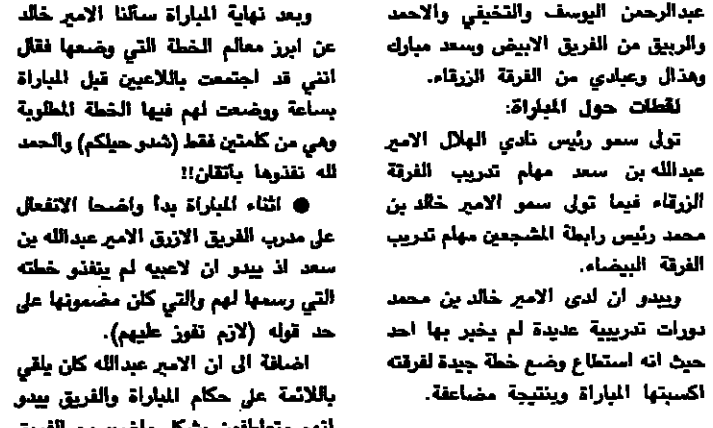 عبدالرحمن اليوسف والتخيفي والاحمد
والربيق من الفريق الابيض وسعد مبارك
وهذال وعبادي من الفرقة الزرقاء.
لقطات حول المباراة:
تولى سمو رئيس نادي الهلال الامير
عبدالله بن سعد مهام تدريب الفرقة
الزرقاء فيما تولى سمو الامير خالد بن
محمد رئيس رابطة المشجعين مهام تدريب
الفرقة البيضاء.
ويبدو ان لدى الامير خالد بن محمد
دورات تدريبية عديدة لم يخبر بها احد
حيث انه استطاع وضع خطة جيدة لفرقته
اكسبتها المباراة وبنتيجة مضاعفة.
وبعد نهاية المباراة سألنا الامير خالد
عن ابرز معالم الخطة التي وضعها فقال
انني قد اجتمعت باللاعبين قبل المباراة
بساعة ووضعت لهم فيها الخطة المطلوبة
وهي من كلمتين فقط (شدو حيلكم) والحمد
لله نفذوها بأتقان!!
● اثناء المباراة بدأ واضحا الانفعال
على مدرب الفريق الازرق الامير عبدالله بن
سعد اذ يبدو ان لاعبيه لم ينفذو خطته
التي رسمها لهم والتي كان مضمونها على
حد قوله (لازم نفوز عليهم).
اضافة الى ان الامير عبدالله كان يلقي
باللائمة على حكام المباراة والفريق يبدو